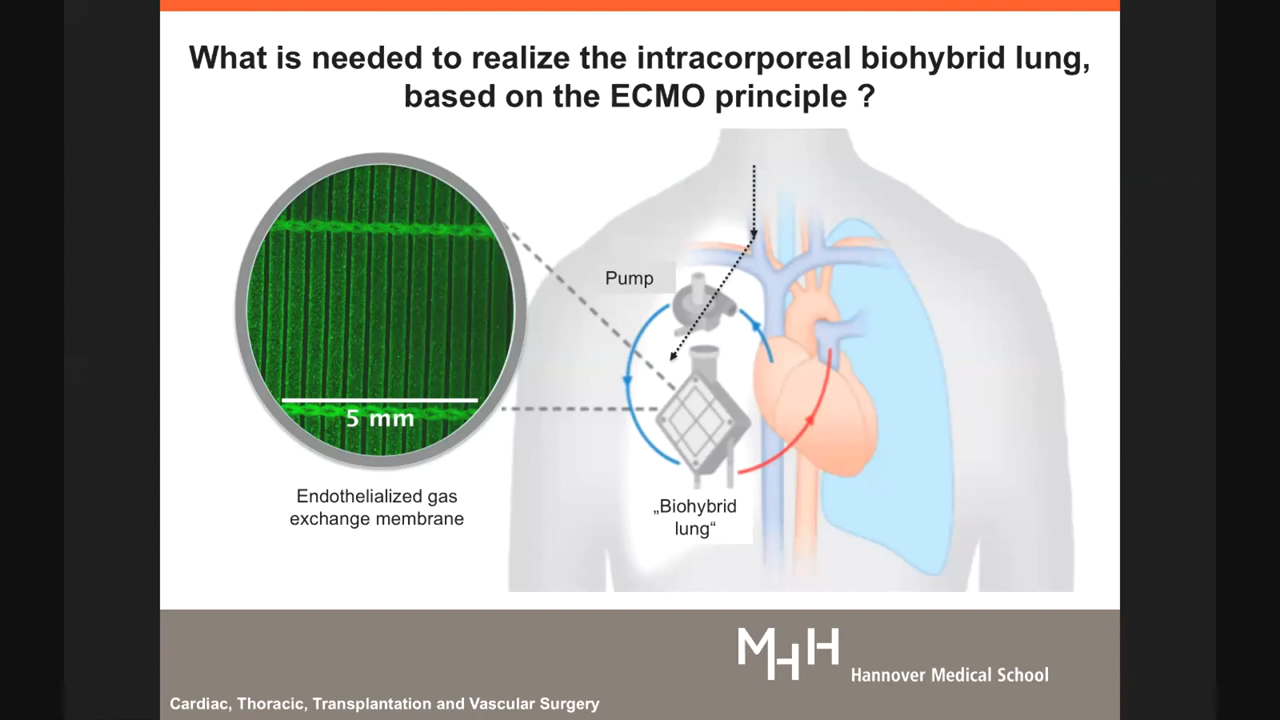 What is needed to realize the intracorporeal biohybrid lung,
based on the ECMO principle ?
Pump
5 mm
Endothelialized gas
exchange membrane
„Biohybrid
lung“
MHH
Hannover Medical School
Cardiac, Thoracic, Transplantation and Vascular Surgery